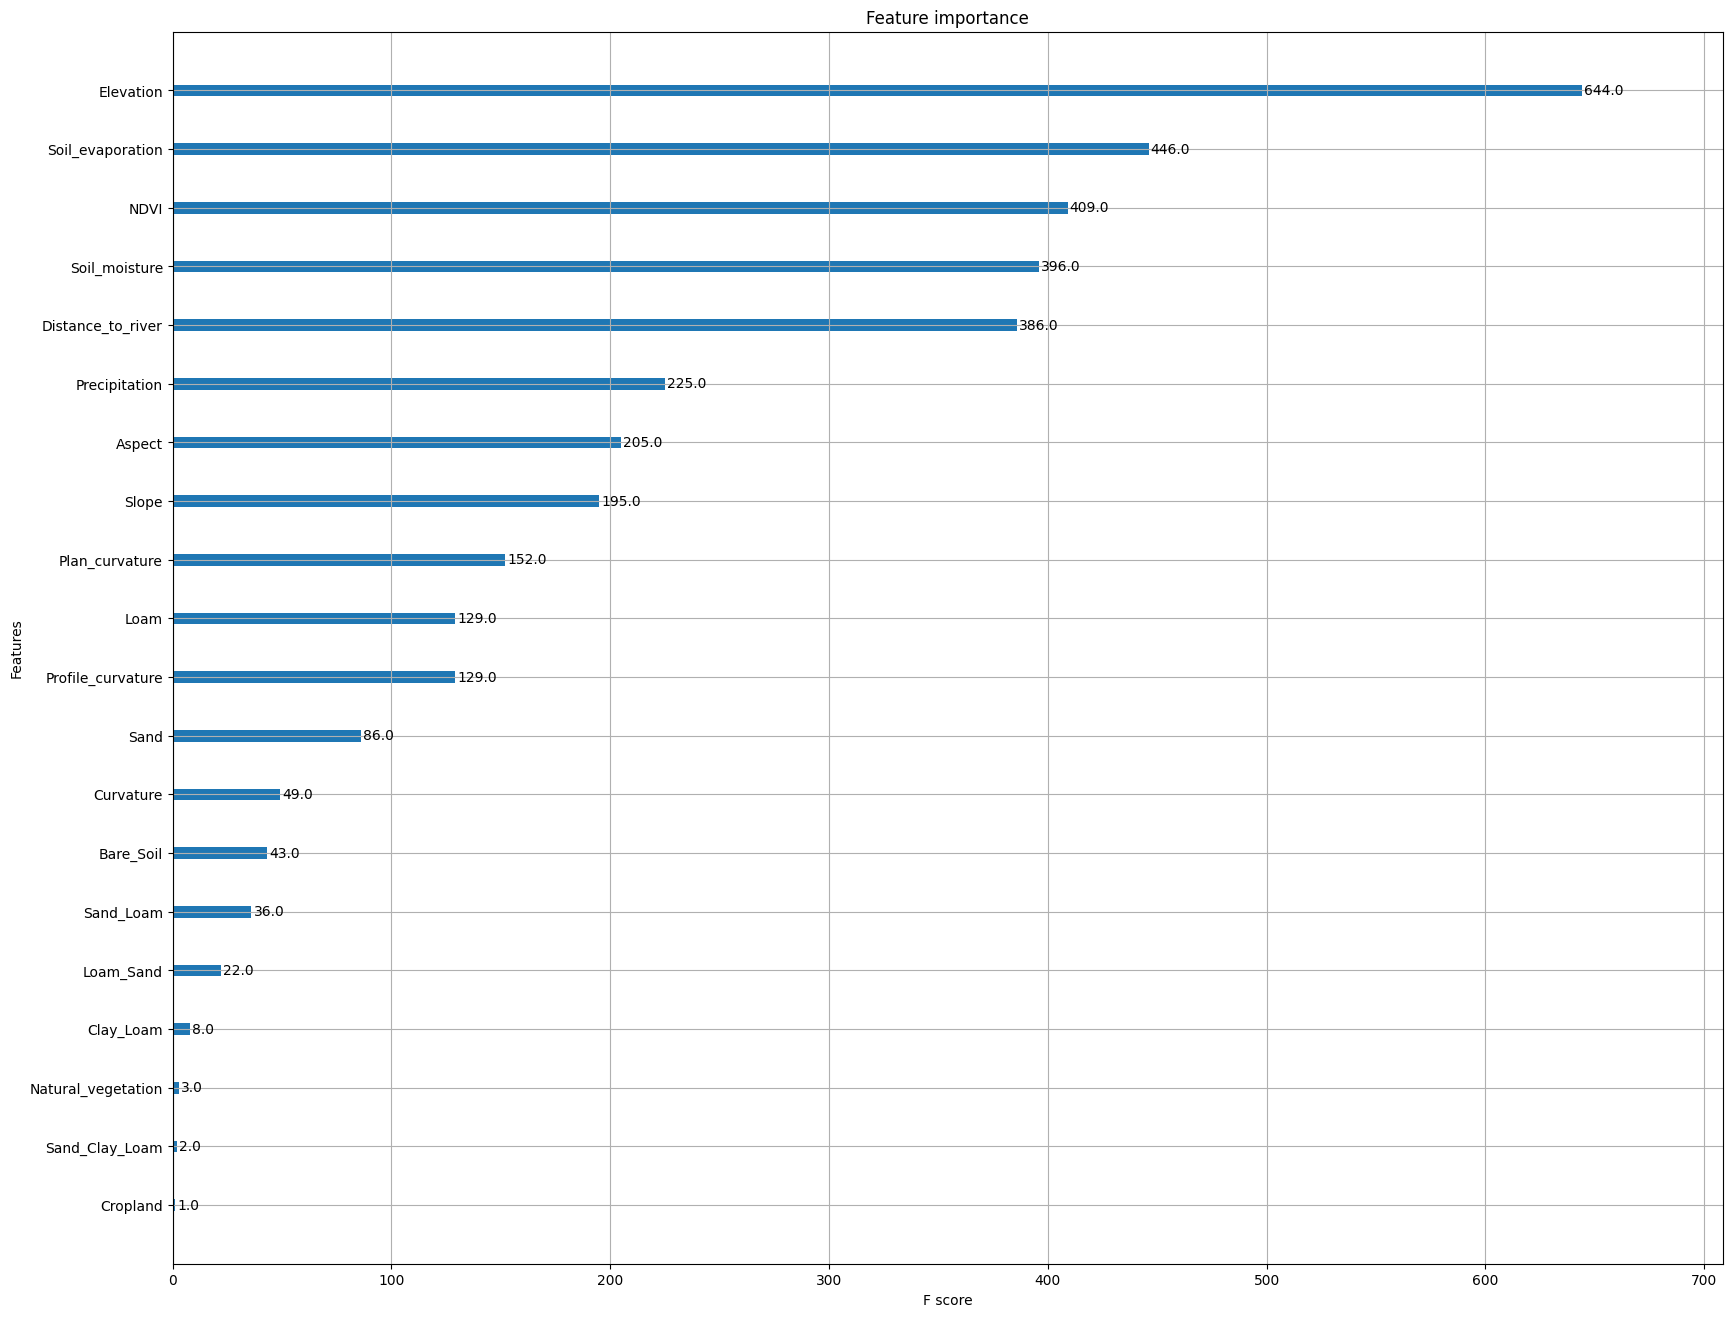 Feature importance
Elevation 644.0
Soil_evaporation 446.0
NDVI 409.0
Soil_moisture 396.0
Distance_to_river 386.0
Precipitation 225.0
Aspect 205.0
Slope 195.0
Plan_curvature 152.0
Loam 129.0
Profile_curvature 129.0
Sand 86.0
Curvature 49.0
Bare_Soil 43.0
Sand_Loam 36.0
Loam_Sand 22.0
Clay_Loam 8.0
Natural_vegetation 3.0
Sand_Clay_Loam 2.0
Cropland 1.0
Features
0 100 200 300 400 500 600 700
F score